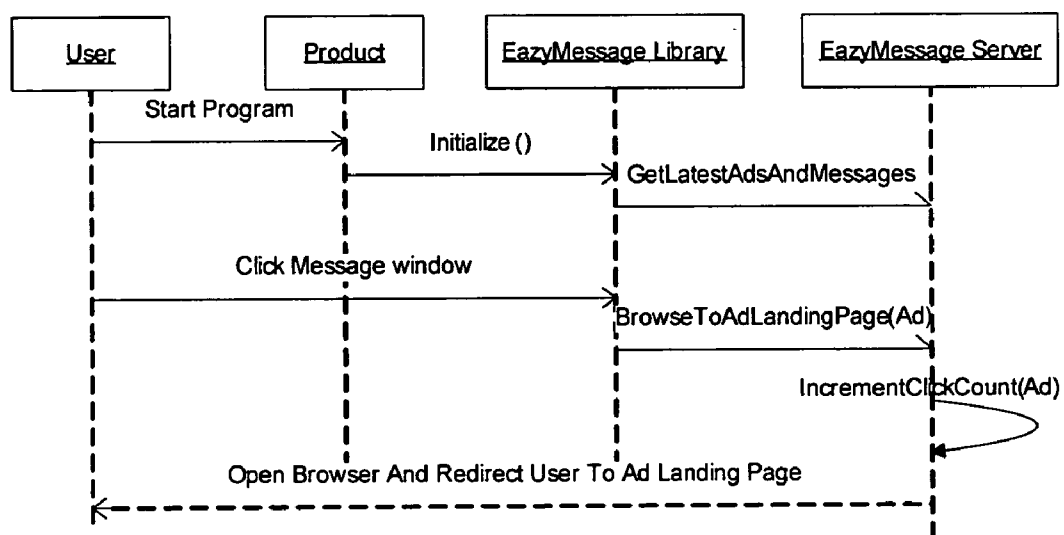 User
Product
EazyMessage Library
EazyMessage Server
Start Program
Initialize ()
GetLatestAdsAndMessages
Click Message window
BrowseToAdLandingPage(Ad)
IncrementClickCount(Ad)
Open Browser And Redirect User To Ad Landing Page